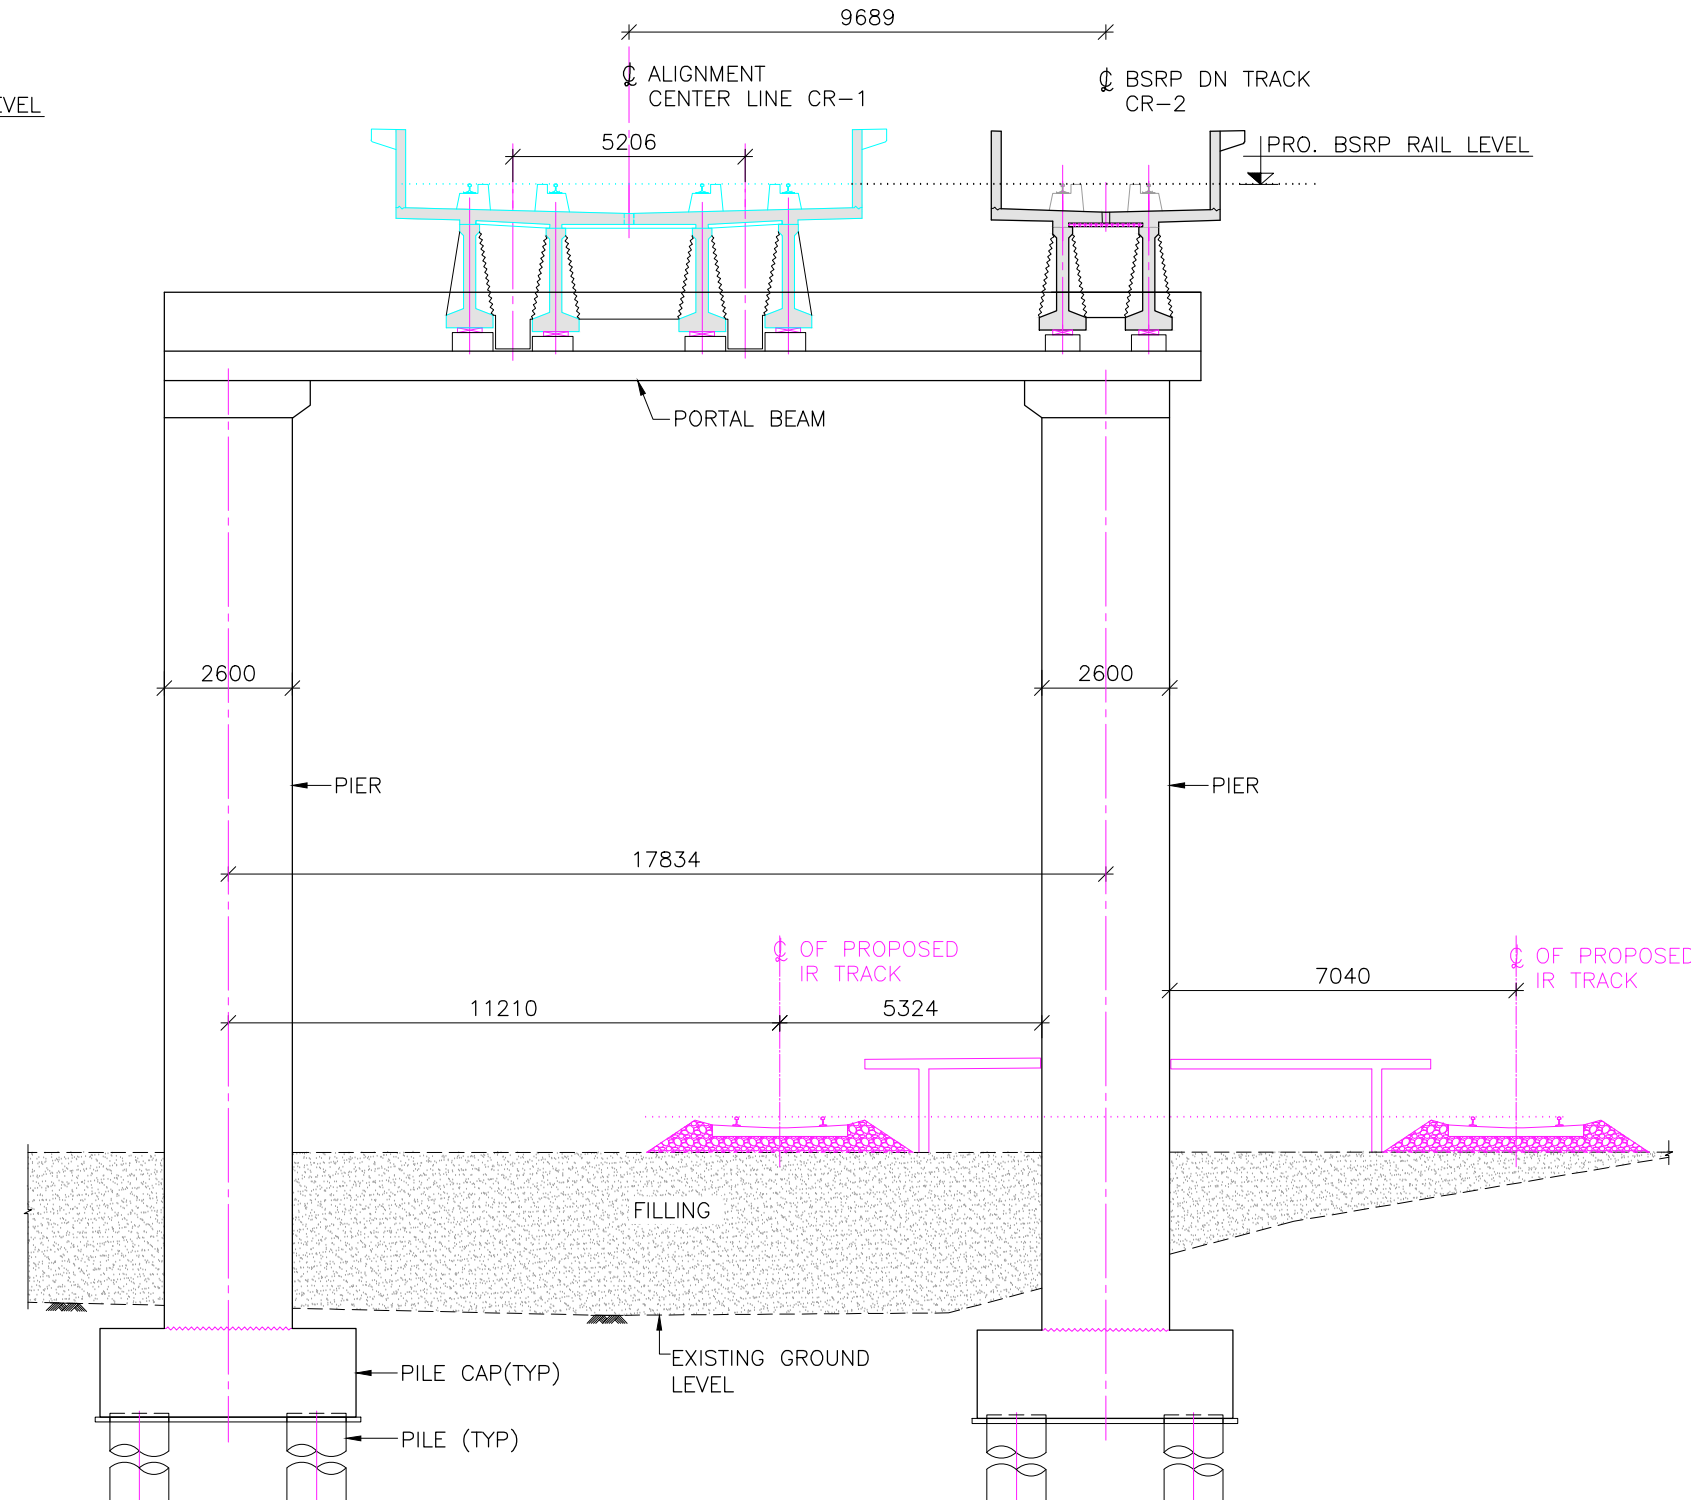 9689
℄ ALIGNMENT
CENTER LINE CR-1
℄ BSRP DN TRACK
CR-2
EVEL
5206
PRO. BSRP RAIL LEVEL
PORTAL BEAM
2600
2600
PIER
PIER
17834
℄ OF PROPOSED
IR TRACK
℄ OF PROPOSED
IR TRACK
7040
11210
5324
FILLING
EXISTING GROUND
LEVEL
PILE CAP(TYP)
PILE (TYP)